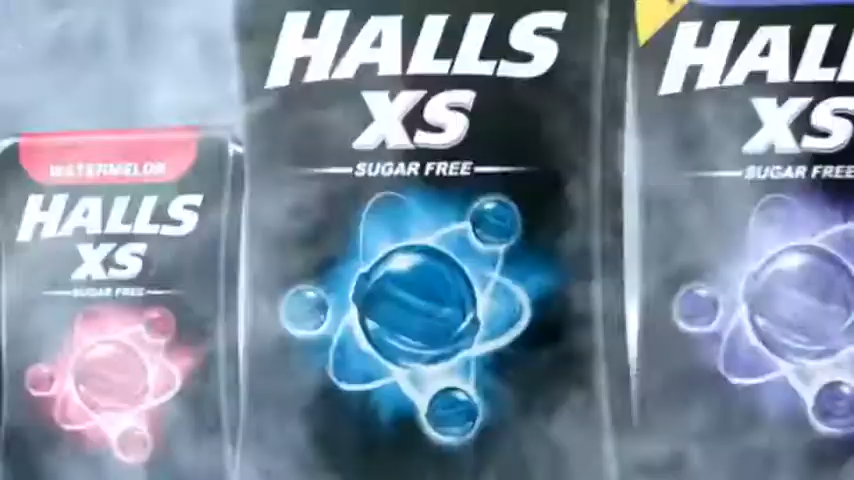 WATERMELON
HALLS
XS
SUGAR FREE
HALLS
XS
SUGAR FREE
HALL
XS
SUGAR FREE